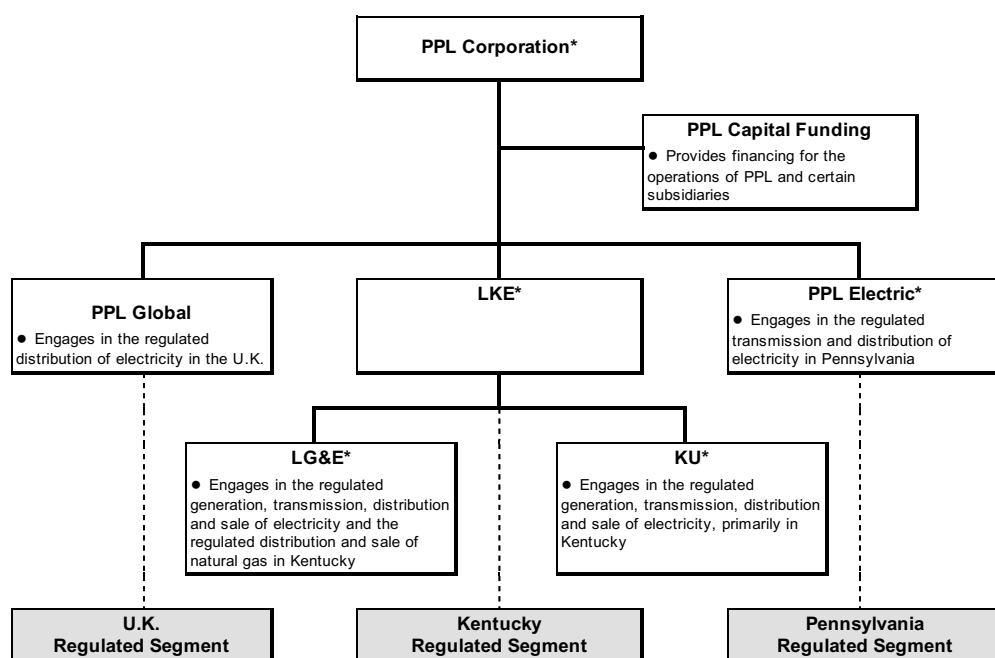 PPL Corporation*
PPL Capital Funding
● Provides financing for the
operations of PPL and certain
subsidiaries
PPL Global
● Engages in the regulated
distribution of electricity in the U.K.
LKE*
PPL Electric*
● Engages in the regulated
transmission and distribution of
electricity in Pennsylvania
LG&E*
● Engages in the regulated
generation, transmission, distribution
and sale of electricity and the
regulated distribution and sale of
natural gas in Kentucky
KU*
● Engages in the regulated
generation, transmission, distribution
and sale of electricity, primarily in
Kentucky
U.K.
Regulated Segment
Kentucky
Regulated Segment
Pennsylvania
Regulated Segment